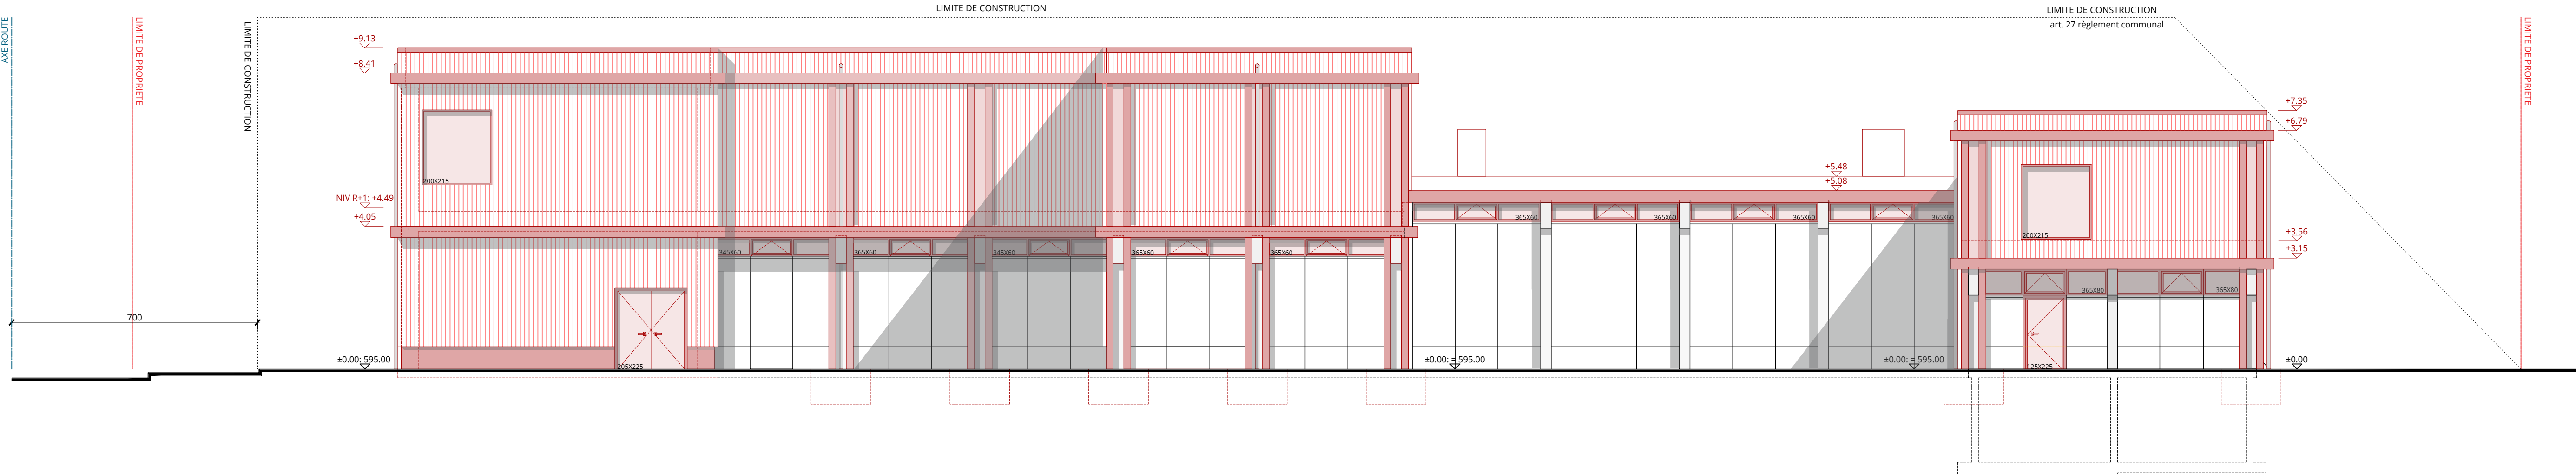 LIMITE DE CONSTRUCTION
LIMITE DE CONSTRUCTION
art. 27 règlement communal
AXE ROUTE
LIMITE DE PROPRIETE
LIMITE DE CONSTRUCTION
LIMITE DE PROPRIETE
+9.13
+8.41
NIV R+1: +4.49
+4.05
700
±0.00: 595.00
200X215
205X225
345X60
365X60
345X60
365X60
365X60
+5.48
+5.08
365X60
365X60
365X60
365X60
±0.00: = 595.00
±0.00: = 595.00
+7.35
+6.79
200X215
+3.56
+3.15
365X80
365X80
125X225
±0.00